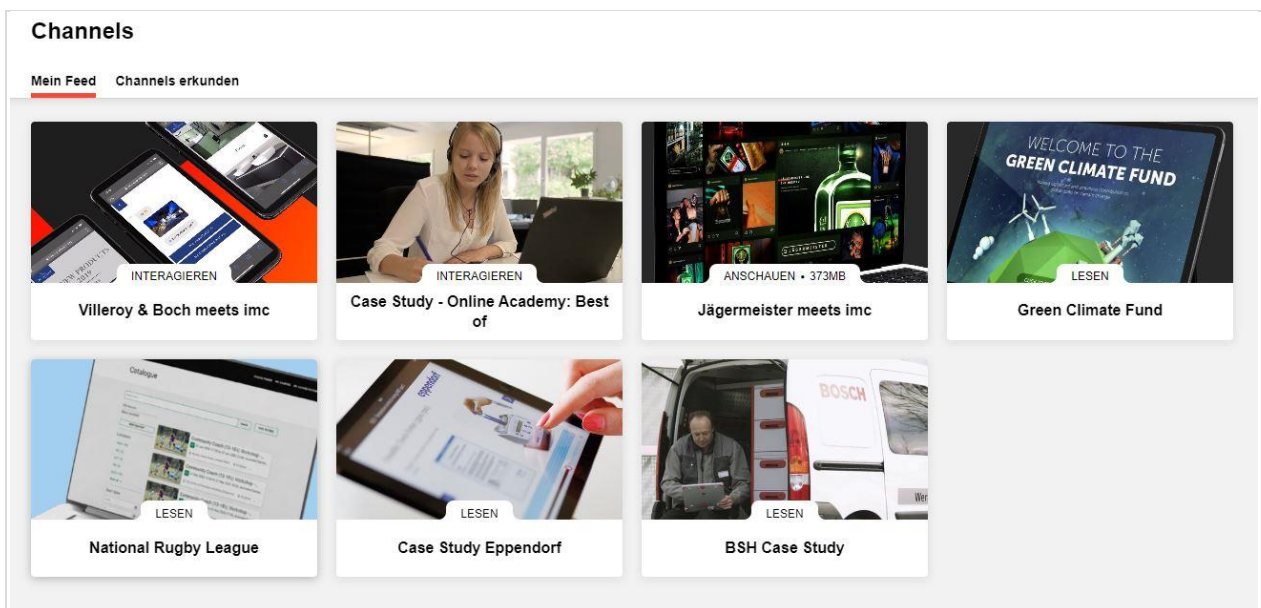 Channels
Mein Feed
Channels erkunden
INTERAGIEREN
Villeroy & Boch meets imc
INTERAGIEREN
Case Study - Online Academy: Best
of
JÄGERMEISTER
ANSCHAUEN • 373MB
Jägermeister meets imc
WELCOME TO THE
GREEN CLIMATE FUND
LESEN
Green Climate Fund
Catalogue
LESEN
National Rugby League
eppendorf
LESEN
Case Study Eppendorf
BOSCH
Wer
LESEN
BSH Case Study